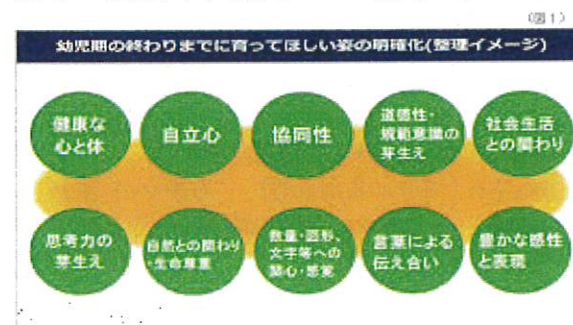 (図1)
幼児期の終わりまでに育ってほしい姿の明確化(整理イメージ)
健康な
心と体
自立心
協同性
道徳性・
規範意識の
芽生え
社会生活
との関わり
思考力の
芽生え
自然との関わり
・生命尊重
数量・図形、
文字等への
関心・感覚
言葉による
伝え合い
豊かな感性
と表現